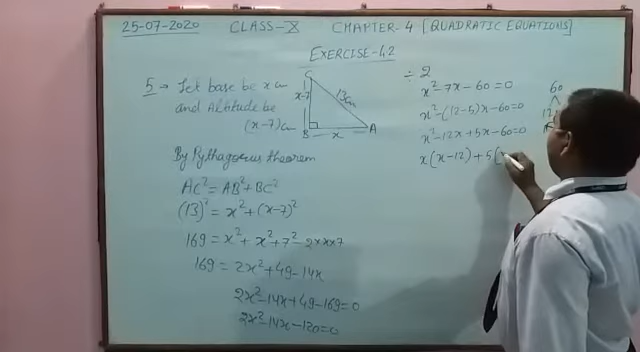 25-07-2020 CLASS-X CHAPTER-4 [QUADRATIC EQUATIONS]
EXERCISE-4.2
5 → Let base be x cm
and Altitude be
(x-7)cm
C
x-7
13cm
B x A
By Pythagorus theorem
AC² = AB² + BC²
(13)² = x² + (x-7)²
169 = x² + x² + 7² - 2×x×7
169 = 2x² + 49 - 14x
2x² - 14x + 49 - 169 = 0
2x² - 14x - 120 = 0
÷ 2
x² - 7x - 60 = 0
x² - (12-5)x - 60 = 0
x² - 12x + 5x - 60 = 0
x(x-12) + 5(x
60